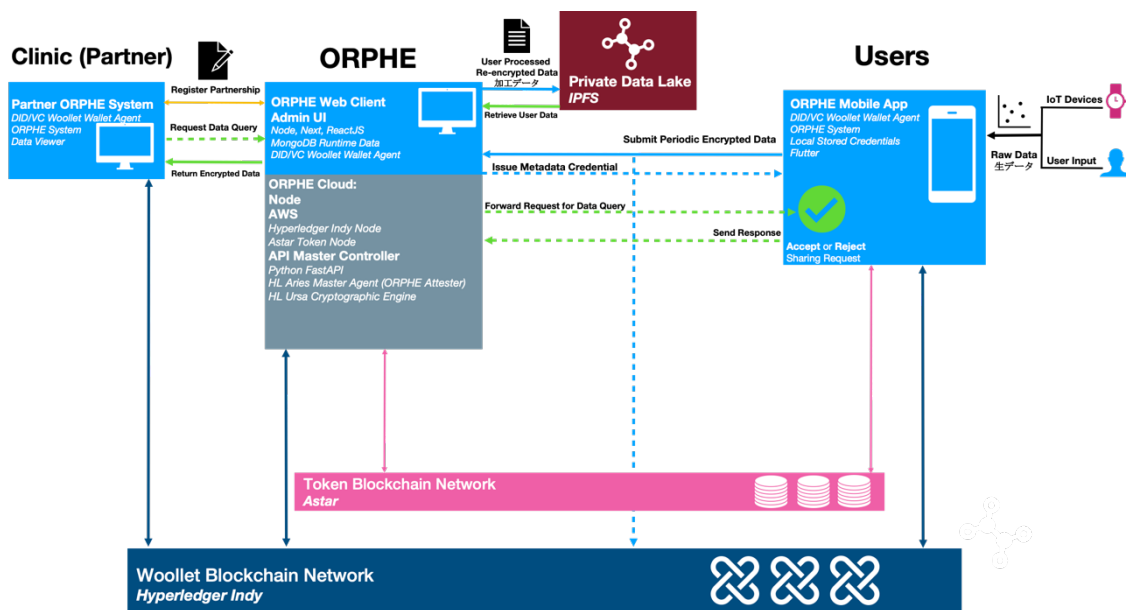 Clinic (Partner)
ORPHE
Users
Register Partnership
User Processed
Re-encrypted Data
加工データ
Private Data Lake
IPFS
Retrieve User Data
Partner ORPHE System
DID/VC Woollet Wallet Agent
ORPHE System
Data Viewer
Request Data Query
Return Encrypted Data
ORPHE Web Client
Admin UI
Node, Next, ReactJS
MongoDB Runtime Data
DID/VC Woollet Wallet Agent
ORPHE Cloud:
Node
AWS
Hyperledger Indy Node
Astar Token Node
API Master Controller
Python FastAPI
HL Aries Master Agent (ORPHE Attester)
HL Ursa Cryptographic Engine
Submit Periodic Encrypted Data
Issue Metadata Credential
Forward Request for Data Query
Send Response
ORPHE Mobile App
DID/VC Woollet Wallet Agent
ORPHE System
Local Stored Credentials
Flutter
Accept or Reject
Sharing Request
IoT Devices
Raw Data
生データ
User Input
Token Blockchain Network
Astar
Woollet Blockchain Network
Hyperledger Indy